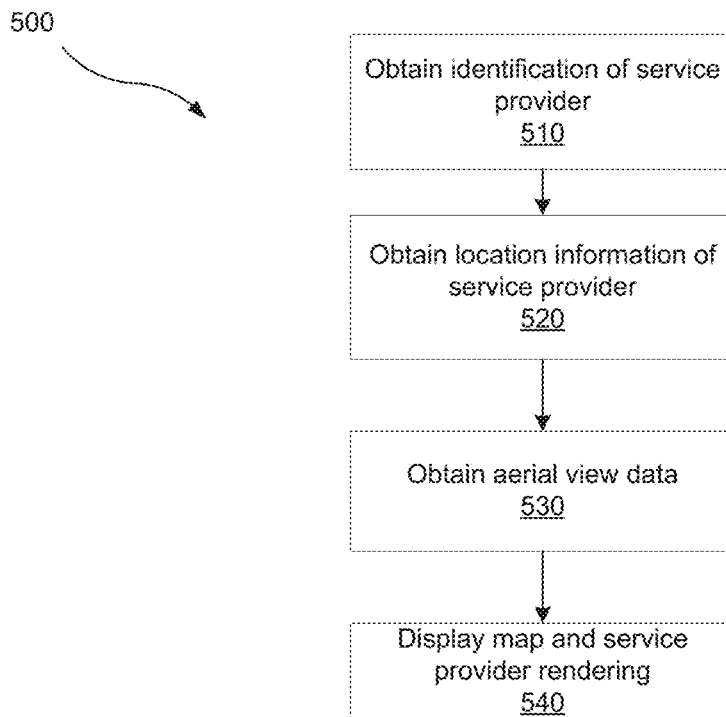 500
Obtain identification of service
provider
510
Obtain location information of
service provider
520
Obtain aerial view data
530
Display map and service
provider rendering
540